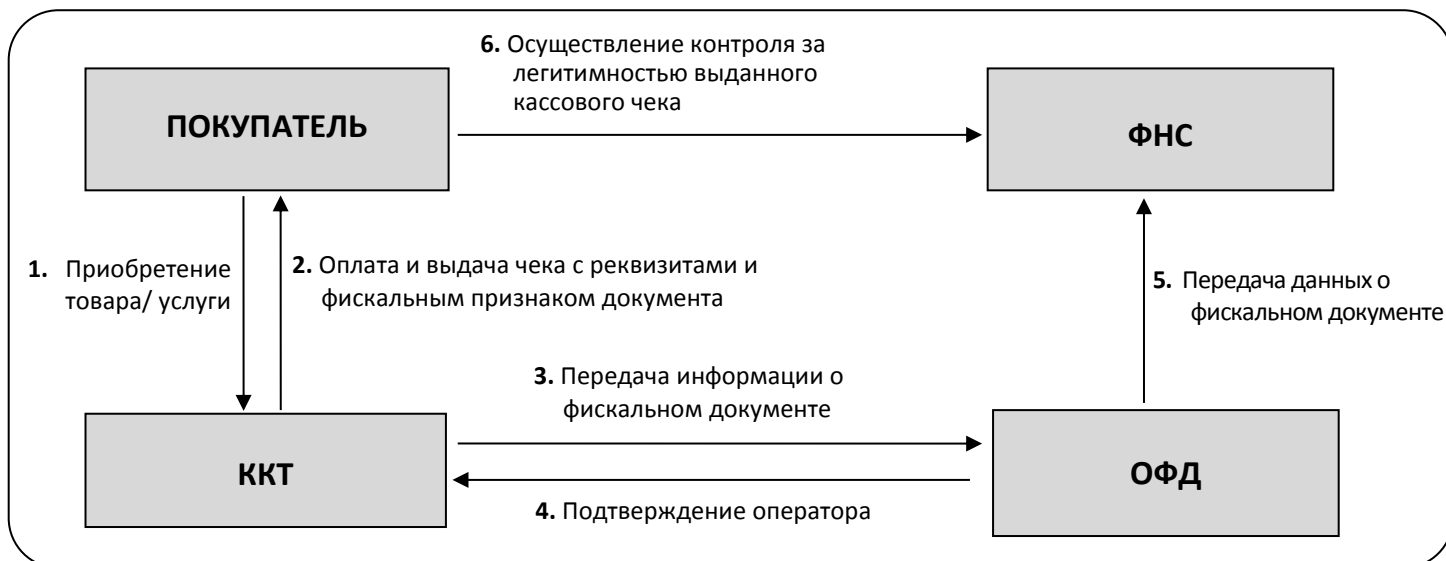 6. Осуществление контроля за
легитимностью выданного
кассового чека
ПОКУПАТЕЛЬ
ФНС
1. Приобретение
товара/ услуги
2. Оплата и выдача чека с реквизитами и
фискальным признаком документа
5. Передача данных о
фискальном документе
3. Передача информации о
фискальном документе
ККТ
ОФД
4. Подтверждение оператора